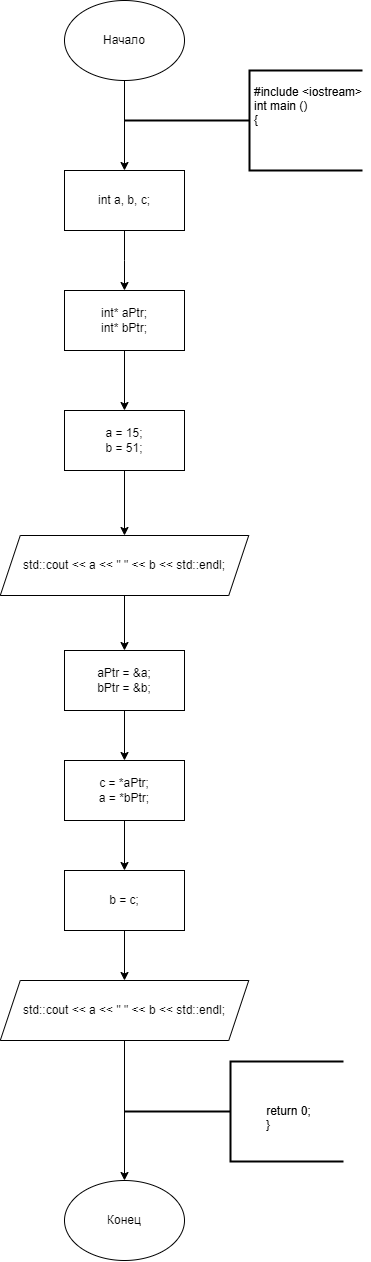 Начало
#include <iostream>
int main ()
{
int a, b, c;
int* aPtr;
int* bPtr;
a = 15;
b = 51;
std::cout << a << " " << b << std::endl;
aPtr = &a;
bPtr = &b;
c = *aPtr;
a = *bPtr;
b = c;
std::cout << a << " " << b << std::endl;
return 0;
}
Конец